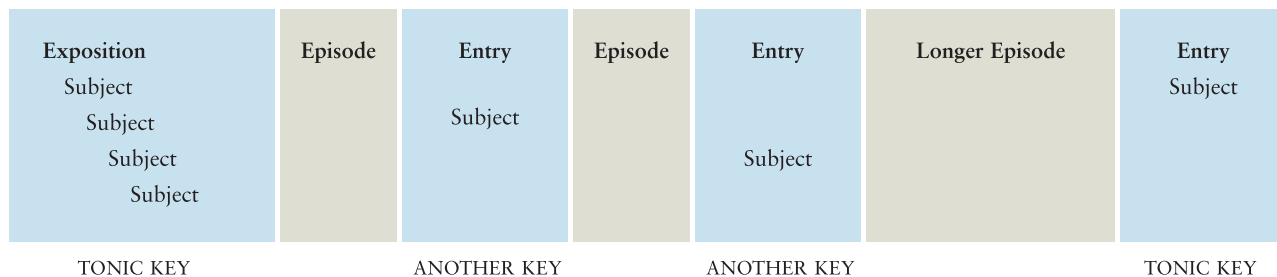 Exposition
Subject
Subject
Subject
Subject
TONIC KEY
Episode
Entry
Subject
ANOTHER KEY
Episode
Entry
Subject
ANOTHER KEY
Longer Episode
Entry
Subject
TONIC KEY